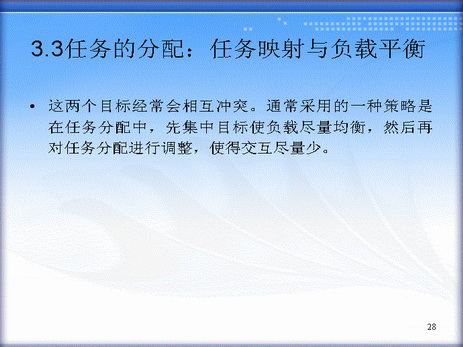 3.3任务的分配：任务映射与负载平衡
• 这两个目标经常会相互冲突。通常采用的一种策略是
在任务分配中，先集中目标使负载尽量均衡，然后再
对任务分配进行调整，使得交互尽量少。
28